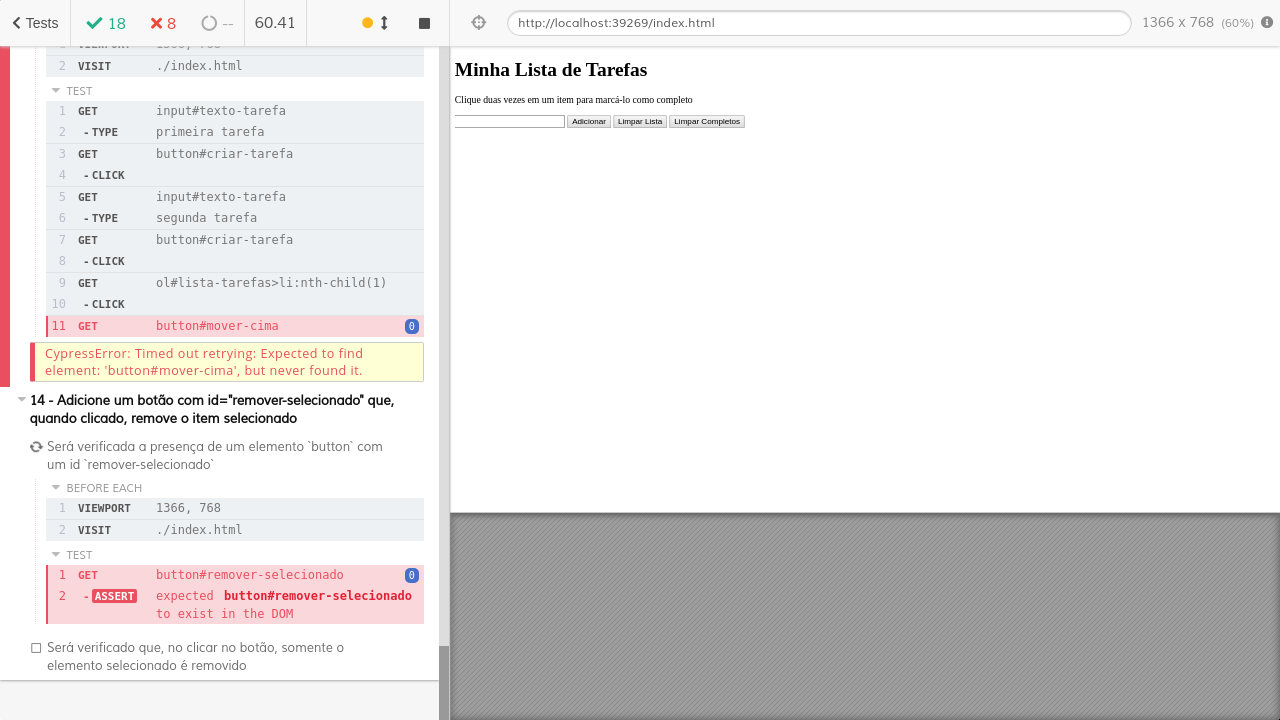 Tests 18 8 -- 60.41
http://localhost:39269/index.html 1366 x 768 (60%)
1 VIEWPORT 1366, 768
2 VISIT ./index.html
TEST
1 GET input#texto-tarefa
2 -TYPE primeira tarefa
3 GET button#criar-tarefa
4 -CLICK
5 GET input#texto-tarefa
6 -TYPE segunda tarefa
7 GET button#criar-tarefa
8 -CLICK
9 GET ol#lista-tarefas>li:nth-child(1)
10 -CLICK
11 GET button#mover-cima 0
CypressError: Timed out retrying: Expected to find
element: 'button#mover-cima', but never found it.
14 - Adicione um botão com id="remover-selecionado" que,
quando clicado, remove o item selecionado
Será verificada a presença de um elemento `button` com
um id `remover-selecionado`
BEFORE EACH
1 VIEWPORT 1366, 768
2 VISIT ./index.html
TEST
1 GET button#remover-selecionado 0
2 -ASSERT expected button#remover-selecionado
to exist in the DOM
Será verificado que, no clicar no botão, somente o
elemento selecionado é removido
Minha Lista de Tarefas
Clique duas vezes em um item para marcá-lo como completo
Adicionar Limpar Lista Limpar Completos